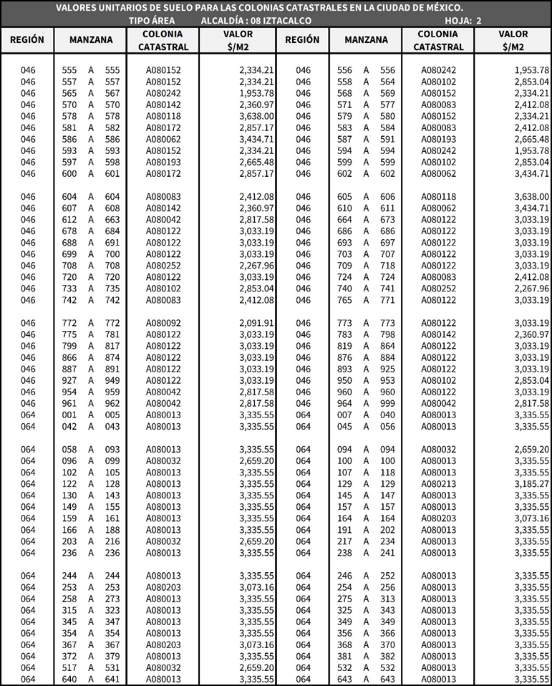 VALORES UNITARIOS DE SUELO PARA LAS COLONIAS CATASTRALES EN LA CIUDAD DE MÉXICO.
TIPO ÁREA ALCALDÍA : 08 IZTACALCO HOJA: 2
REGIÓN MANZANA COLONIA CATASTRAL VALOR $/M2 REGIÓN MANZANA COLONIA CATASTRAL VALOR $/M2
046 555 A 555 A080152 2,334.21 046 556 A 556 A080242 1,953.78
046 557 A 557 A080152 2,334.21 046 558 A 564 A080102 2,853.04
046 565 A 567 A080242 1,953.78 046 568 A 569 A080152 2,334.21
046 570 A 570 A080142 2,360.97 046 571 A 577 A080083 2,412.08
046 578 A 578 A080118 3,638.00 046 579 A 580 A080152 2,334.21
046 581 A 582 A080172 2,857.17 046 583 A 584 A080083 2,412.08
046 586 A 586 A080062 3,434.71 046 587 A 591 A080193 2,665.48
046 593 A 593 A080152 2,334.21 046 594 A 594 A080242 1,953.78
046 597 A 598 A080193 2,665.48 046 599 A 599 A080102 2,853.04
046 600 A 601 A080172 2,857.17 046 602 A 602 A080062 3,434.71
046 604 A 604 A080083 2,412.08 046 605 A 606 A080118 3,638.00
046 607 A 608 A080142 2,360.97 046 610 A 611 A080062 3,434.71
046 612 A 663 A080042 2,817.58 046 664 A 673 A080122 3,033.19
046 678 A 684 A080122 3,033.19 046 686 A 686 A080122 3,033.19
046 688 A 691 A080122 3,033.19 046 693 A 697 A080122 3,033.19
046 699 A 700 A080122 3,033.19 046 703 A 707 A080122 3,033.19
046 708 A 708 A080252 2,267.96 046 709 A 718 A080122 3,033.19
046 720 A 720 A080122 3,033.19 046 724 A 724 A080083 2,412.08
046 733 A 735 A080102 2,853.04 046 740 A 741 A080252 2,267.96
046 742 A 742 A080083 2,412.08 046 765 A 771 A080122 3,033.19
046 772 A 772 A080092 2,091.91 046 773 A 773 A080122 3,033.19
046 775 A 781 A080122 3,033.19 046 783 A 798 A080142 2,360.97
046 799 A 817 A080122 3,033.19 046 819 A 864 A080122 3,033.19
046 866 A 874 A080122 3,033.19 046 876 A 884 A080122 3,033.19
046 887 A 891 A080122 3,033.19 046 893 A 925 A080122 3,033.19
046 927 A 949 A080122 3,033.19 046 950 A 953 A080102 2,853.04
046 954 A 959 A080042 2,817.58 046 960 A 960 A080122 3,033.19
046 961 A 962 A080042 2,817.58 046 964 A 999 A080042 2,817.58
064 001 A 005 A080013 3,335.55 064 007 A 040 A080013 3,335.55
064 042 A 043 A080013 3,335.55 064 045 A 056 A080013 3,335.55
064 058 A 093 A080013 3,335.55 064 094 A 094 A080032 2,659.20
064 096 A 099 A080032 2,659.20 064 100 A 100 A080013 3,335.55
064 102 A 105 A080013 3,335.55 064 107 A 118 A080013 3,335.55
064 122 A 128 A080013 3,335.55 064 129 A 129 A080213 3,185.27
064 130 A 143 A080013 3,335.55 064 145 A 147 A080013 3,335.55
064 149 A 155 A080013 3,335.55 064 157 A 157 A080013 3,335.55
064 159 A 161 A080013 3,335.55 064 164 A 164 A080203 3,073.16
064 166 A 188 A080013 3,335.55 064 191 A 202 A080013 3,335.55
064 203 A 216 A080032 2,659.20 064 217 A 234 A080013 3,335.55
064 236 A 236 A080013 3,335.55 064 238 A 241 A080013 3,335.55
064 244 A 244 A080013 3,335.55 064 246 A 252 A080013 3,335.55
064 253 A 253 A080203 3,073.16 064 254 A 256 A080013 3,335.55
064 258 A 273 A080013 3,335.55 064 275 A 313 A080013 3,335.55
064 315 A 323 A080013 3,335.55 064 325 A 343 A080013 3,335.55
064 345 A 347 A080013 3,335.55 064 349 A 349 A080013 3,335.55
064 354 A 354 A080013 3,335.55 064 356 A 366 A080013 3,335.55
064 367 A 367 A080203 3,073.16 064 368 A 370 A080013 3,335.55
064 372 A 379 A080013 3,335.55 064 381 A 382 A080013 3,335.55
064 517 A 531 A080032 2,659.20 064 532 A 532 A080013 3,335.55
064 640 A 641 A080013 3,335.55 064 643 A 643 A080013 3,335.55